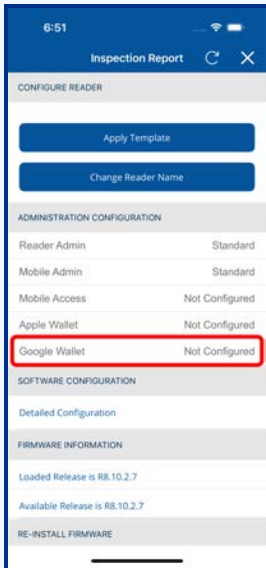 6:51
Inspection Report
CONFIGURE READER
Apply Template
Change Reader Name
ADMINISTRATION CONFIGURATION
Reader Admin Standard
Mobile Admin Standard
Mobile Access Not Configured
Apple Wallet Not Configured
Google Wallet Not Configured
SOFTWARE CONFIGURATION
Detailed Configuration
FIRMWARE INFORMATION
Loaded Release is R8.10.2.7
Available Release is R8.10.2.7
RE-INSTALL FIRMWARE